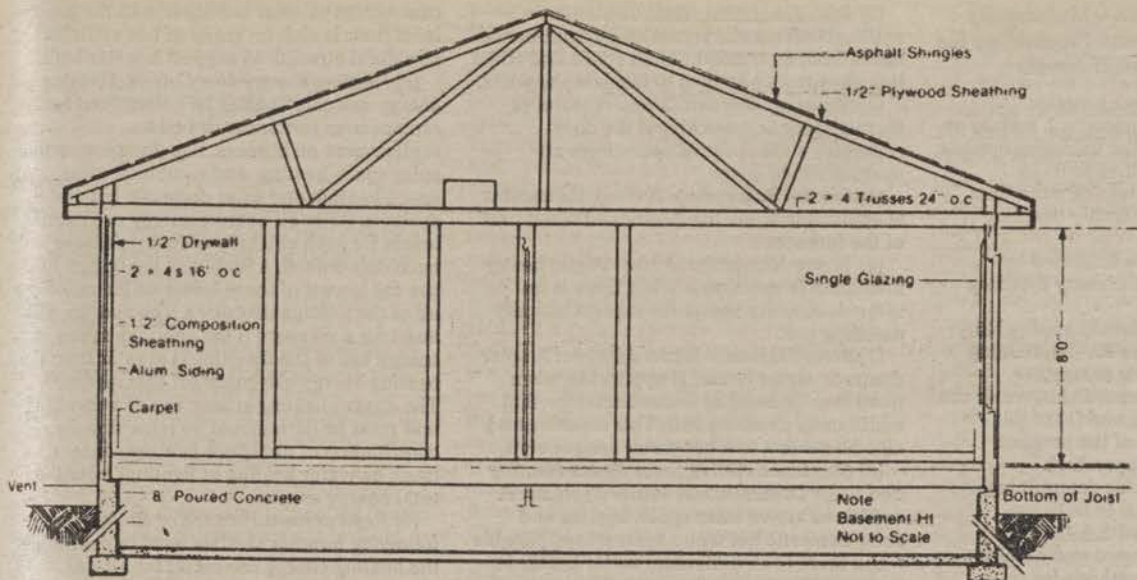 Asphalt Shingles
1/2" Plywood Sheathing
2 × 4 Trusses 24" o c
1/2" Drywall
2 × 4 s 16" o c
Single Glazing
1 2" Composition
Sheathing
8'0"
Alum Siding
Carpet
Vent
8" Poured Concrete
Note
Basement Ht
Not to Scale
Bottom of Joist